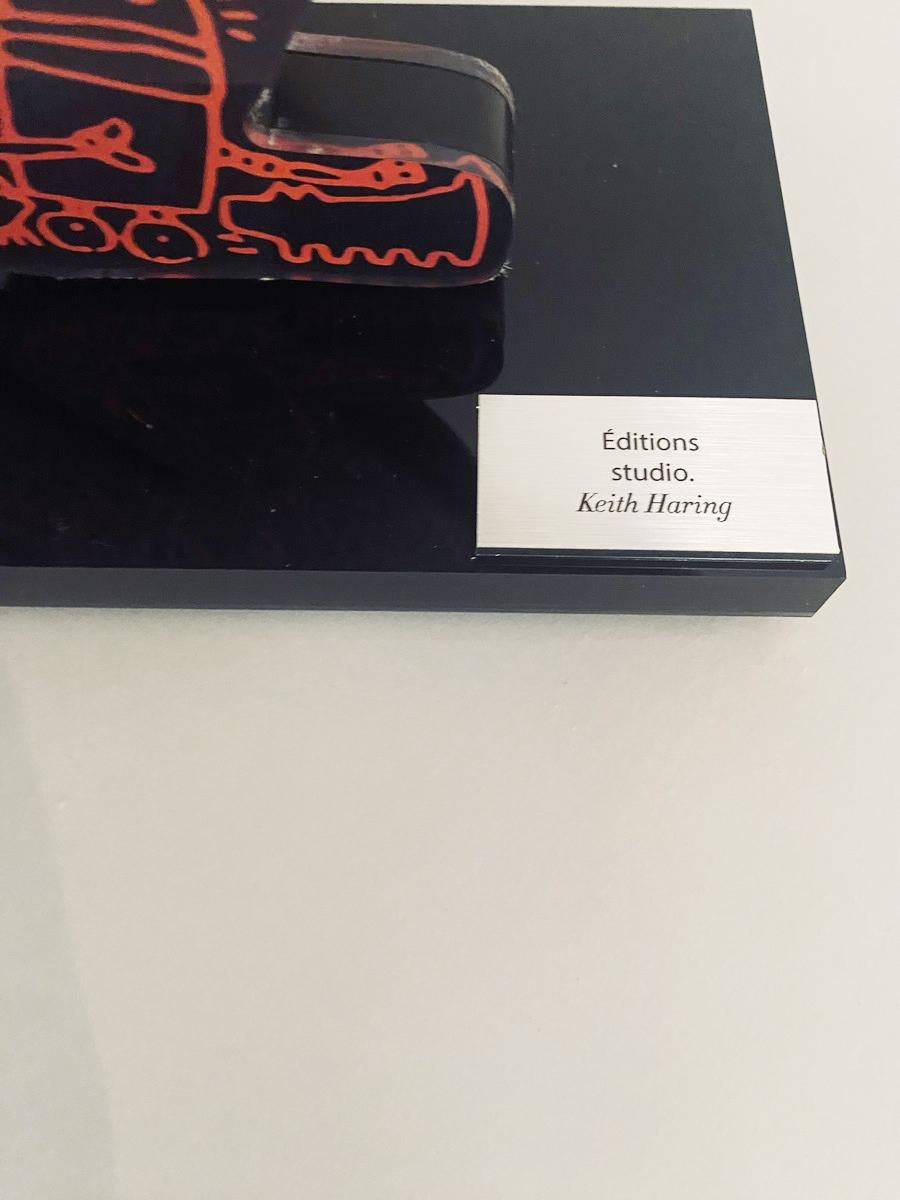 Éditions
studio.
Keith Haring